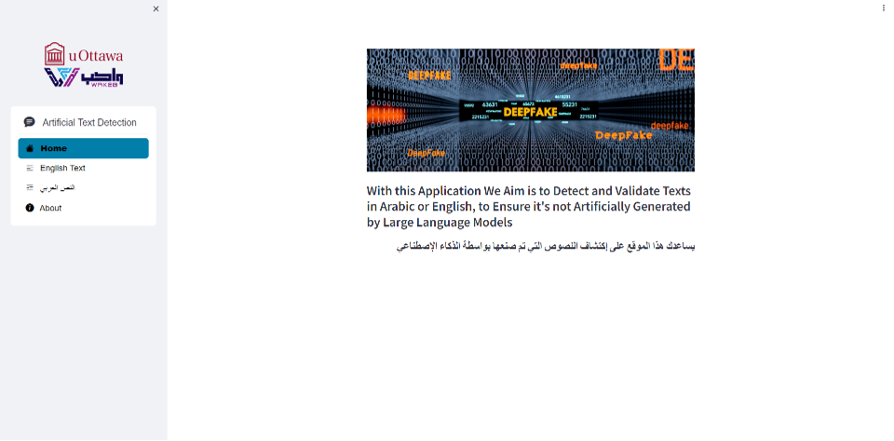 uOttawa
واصب
WAKEB
Artificial Text Detection
Home
English Text
النص العربي
About
DE
deepfake
DEEPFAKE
63631
55231
2215231
2215231
DEEPFAKE
deepfake
DeepFake
DeepFake
With this Application We Aim is to Detect and Validate Texts
in Arabic or English, to Ensure it's not Artificially Generated
by Large Language Models
يساعدك هذا الموقع على إكتشاف النصوص التي تم صنعها بواسطة الذكاء الإصطناعي